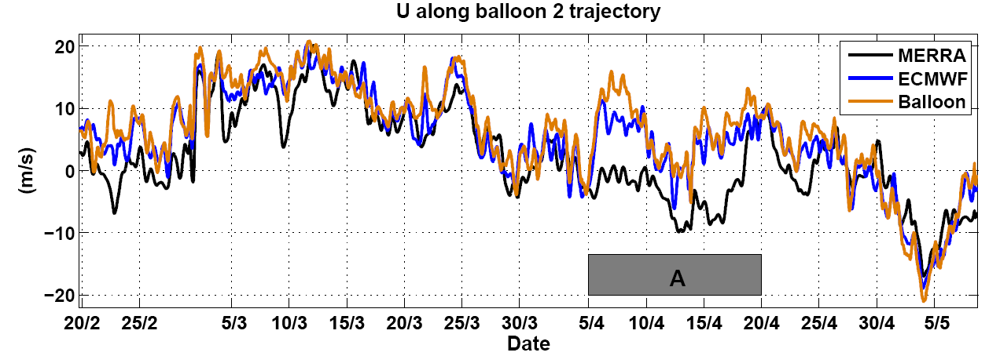 U along balloon 2 trajectory
MERRA
ECMWF
Balloon
20
10
0
−10
−20
(m/s)
A
20/2 25/2 5/3 10/3 15/3 20/3 25/3 30/3 5/4 10/4 15/4 20/4 25/4 30/4 5/5
Date